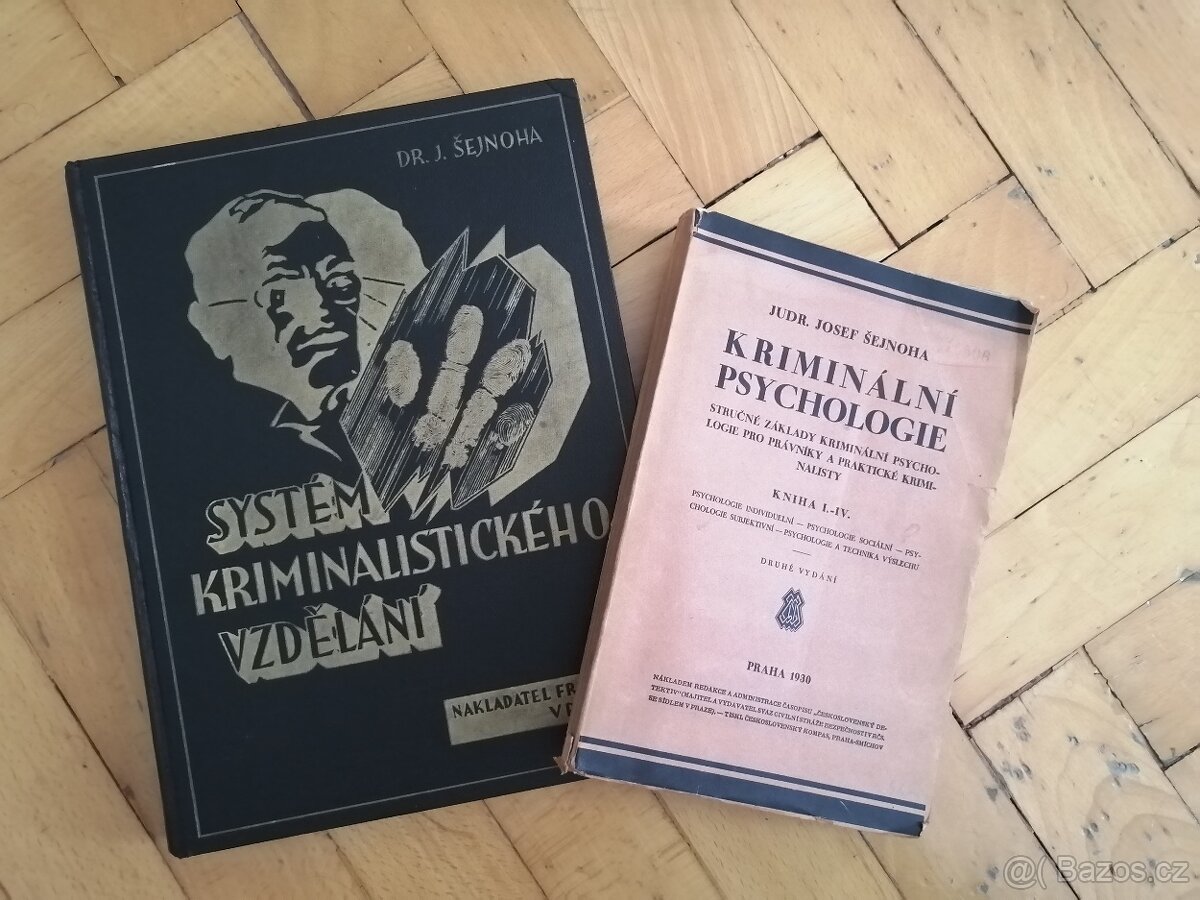 DR. J. ŠEJNOHA
SYSTÉM
KRIMINALISTICKÉHO
VZDĚLÁNÍ
NAKLADATEL FR
V P
JUDR. JOSEF ŠEJNOHA
KRIMINÁLNÍ
PSYCHOLOGIE
STRUČNÉ ZÁKLADY KRIMINÁLNÍ PSYCHO-
LOGIE PRO PRÁVNÍKY A PRAKTICKÉ KRIMI-
NALISTY
KNIHA I.-IV.
PSYCHOLOGIE INDIVIDUELNÍ — PSYCHOLOGIE SOCIÁLNÍ — PSY-
CHOLOGIE SUBJEKTIVNÍ — PSYCHOLOGIE A TECHNIKA VÝSLECHU
DRUHÉ VYDÁNÍ
PRAHA 1930
NÁKLADEM REDAKCE A ADMINISTRACE ČASOPISU „ČESKOSLOVENSKÝ DE-
TEKTIV" (MAJITEL A VYDAVATEL SVAZ CIVILNÍ STRÁŽE BEZPEČNOSTI V RČS.
SE SÍDLEM V PRAZE). — TISKL ČESKOSLOVENSKÝ KOMPAS, PRAHA-SMÍCHOV
@( Bazos.cz